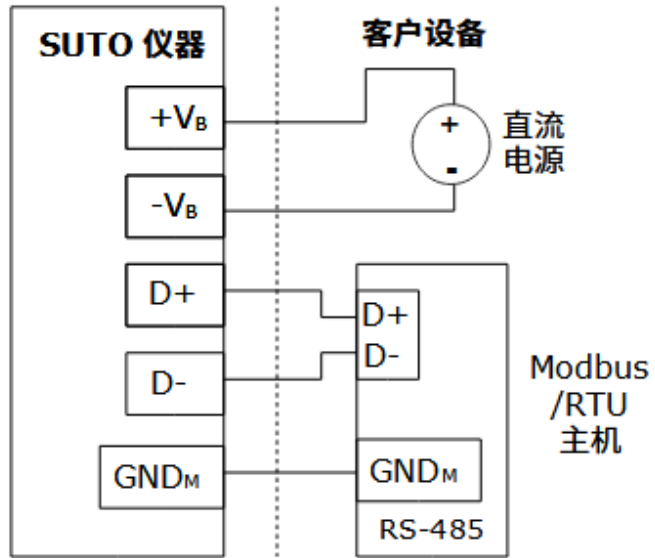 SUTO 仪器
客户设备
+VB
+
-
直流
电源
-VB
D+
D+
D-
D-
Modbus
/RTU
主机
GNDM
GNDM
RS-485